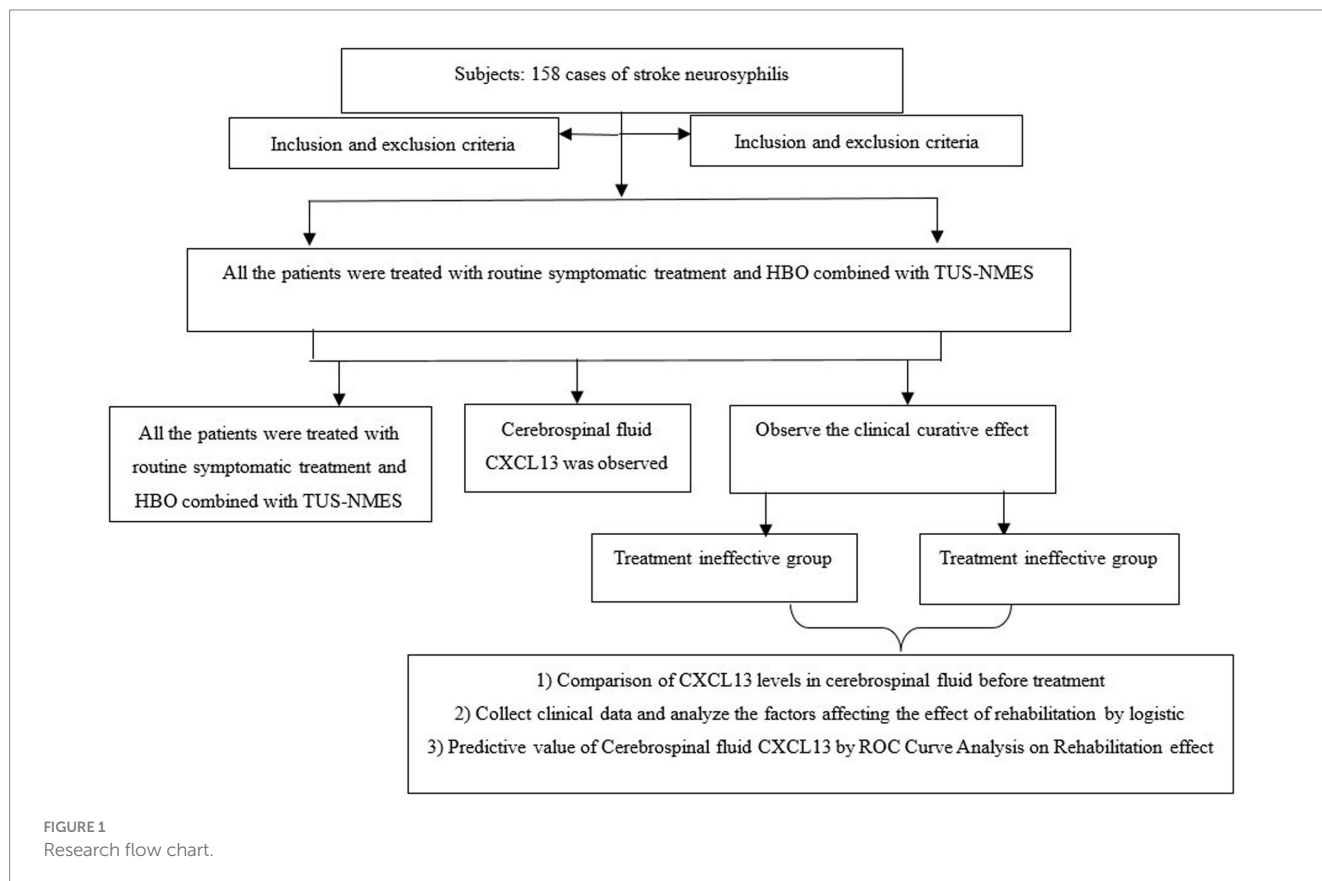 Subjects: 158 cases of stroke neurosyphilis
Inclusion and exclusion criteria
Inclusion and exclusion criteria
All the patients were treated with routine symptomatic treatment and HBO combined with TUS-NMES
All the patients were treated with
routine symptomatic treatment and
HBO combined with TUS-NMES
Cerebrospinal fluid
CXCL13 was observed
Observe the clinical curative effect
Treatment ineffective group
Treatment ineffective group
1) Comparison of CXCL13 levels in cerebrospinal fluid before treatment
2) Collect clinical data and analyze the factors affecting the effect of rehabilitation by logistic
3) Predictive value of Cerebrospinal fluid CXCL13 by ROC Curve Analysis on Rehabilitation effect
FIGURE 1
Research flow chart.